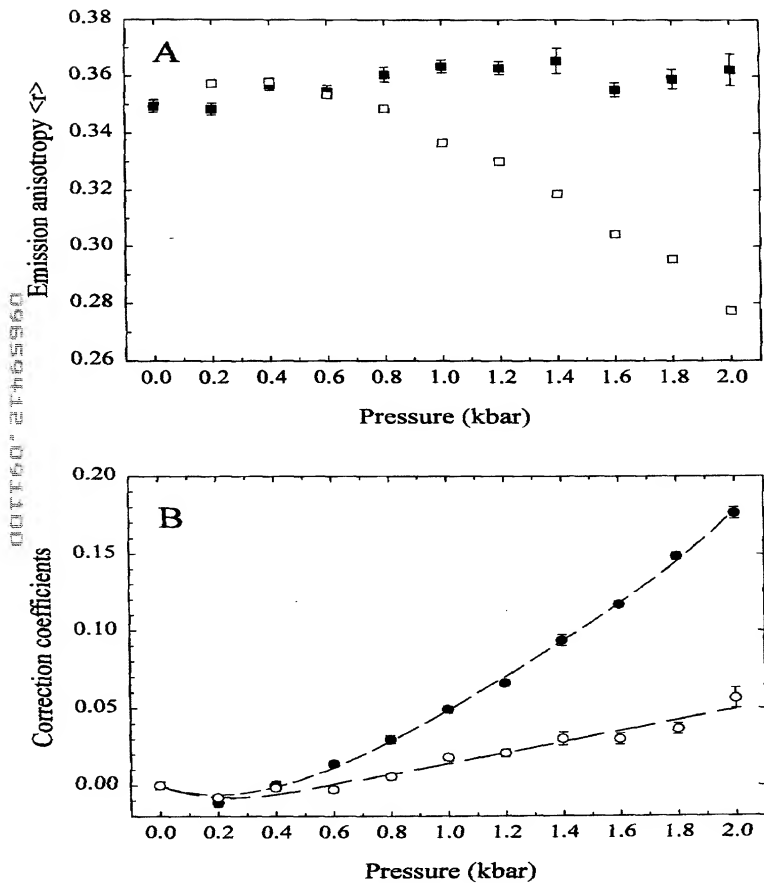 A
0.38
0.36
0.34
0.32
0.30
0.28
0.26
Emission anisotropy <r>
0.0 0.2 0.4 0.6 0.8 1.0 1.2 1.4 1.6 1.8 2.0
Pressure (kbar)
09659412.091100
B
0.20
0.15
0.10
0.05
0.00
Correction coefficients
0.0 0.2 0.4 0.6 0.8 1.0 1.2 1.4 1.6 1.8 2.0
Pressure (kbar)